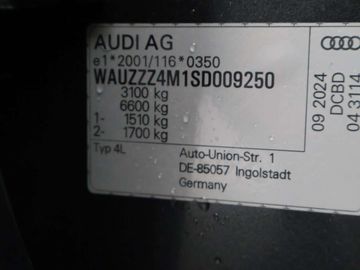 AUDI AG
e1*2001/116*0350
WAUZZZ4M1SD009250
3100 kg
6600 kg
1- 1510 kg
2- 1700 kg
Typ 4L
Auto-Union-Str. 1
DE-85057 Ingolstadt
Germany
09 2024
DCBD
04-3114